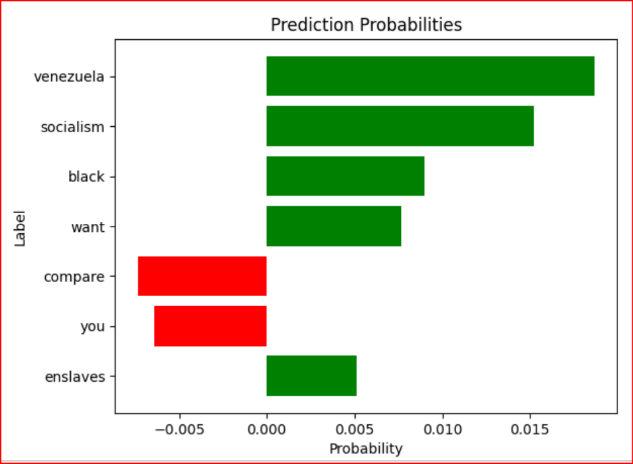 Prediction Probabilities
venezuela
socialism
black
want
compare
you
enslaves
Label
−0.005 0.000 0.005 0.010 0.015
Probability